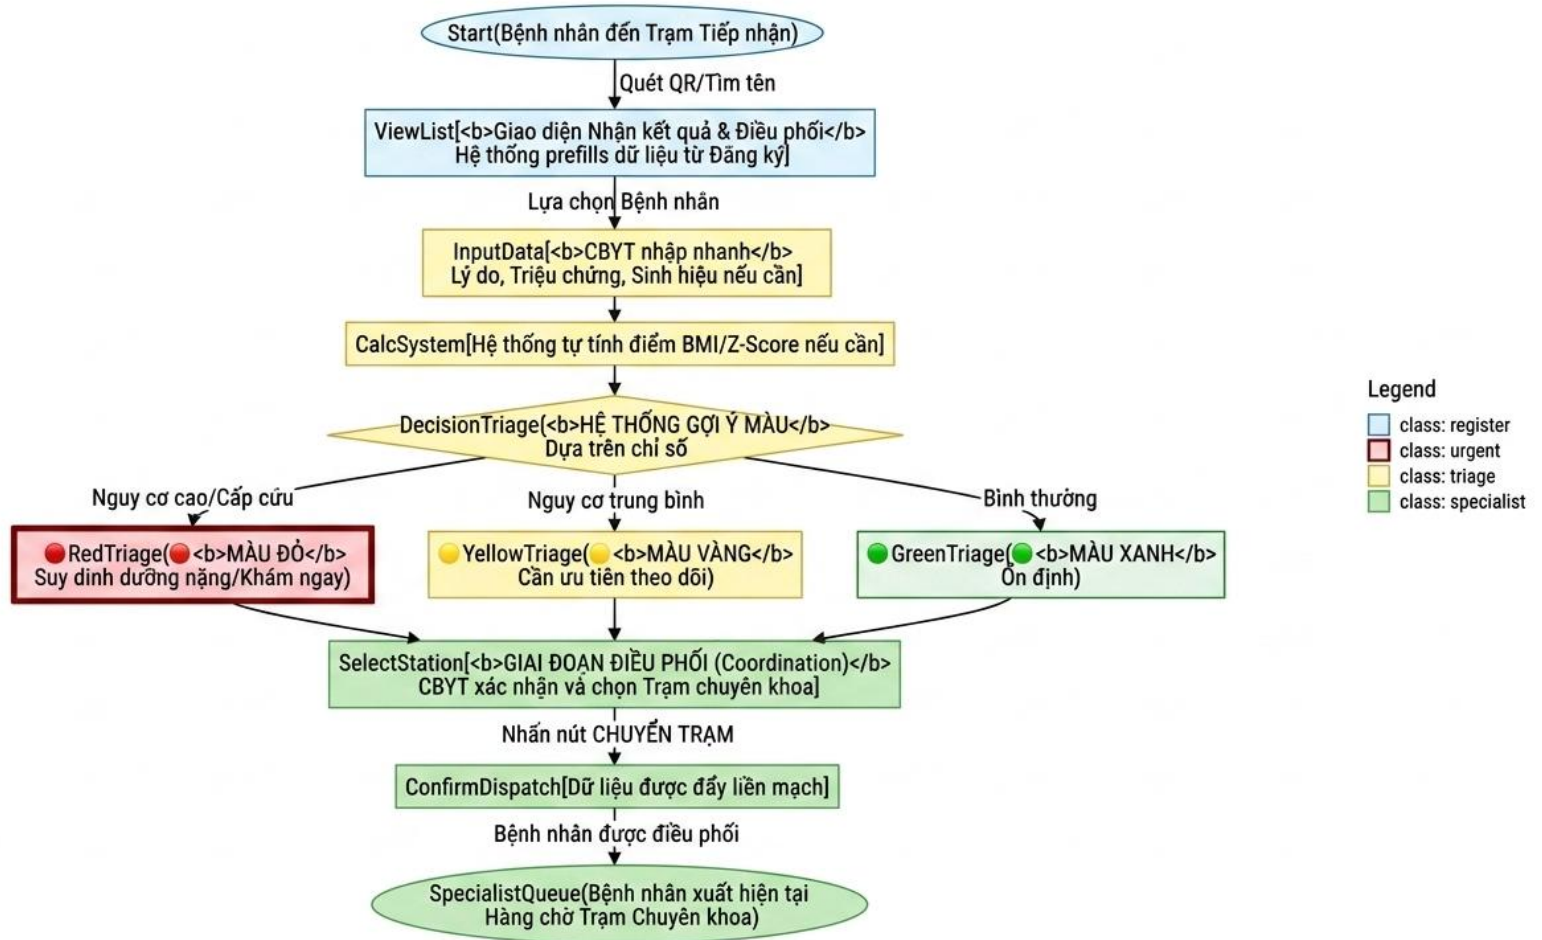 Start(Bệnh nhân đến Trạm Tiếp nhận)
Quét QR/Tìm tên
ViewList[<b>Giao diện Nhận kết quả & Điều phối</b>
Hệ thống prefills dữ liệu từ Đăng ký]
Lựa chọn Bệnh nhân
InputData[<b>CBYT nhập nhanh</b>
Lý do, Triệu chứng, Sinh hiệu nếu cần]
CalcSystem[Hệ thống tự tính điểm BMI/Z-Score nếu cần]
DecisionTriage(<b>HỆ THỐNG GỢI Ý MÀU</b>
Dựa trên chỉ số
Nguy cơ cao/Cấp cứu
Nguy cơ trung bình
Bình thường
🔴RedTriage(🔴<b>MÀU ĐỎ</b>
Suy dinh dưỡng nặng/Khám ngay)
🟡YellowTriage(🟡<b>MÀU VÀNG</b>
Cần ưu tiên theo dõi)
🟢GreenTriage(🟢<b>MÀU XANH</b>
Ổn định)
SelectStation[<b>GIAI ĐOẠN ĐIỀU PHỐI (Coordination)</b>
CBYT xác nhận và chọn Trạm chuyên khoa]
Nhấn nút CHUYỂN TRẠM
ConfirmDispatch[Dữ liệu được đẩy liền mạch]
Bệnh nhân được điều phối
SpecialistQueue(Bệnh nhân xuất hiện tại
Hàng chờ Trạm Chuyên khoa)
Legend
class: register
class: urgent
class: triage
class: specialist